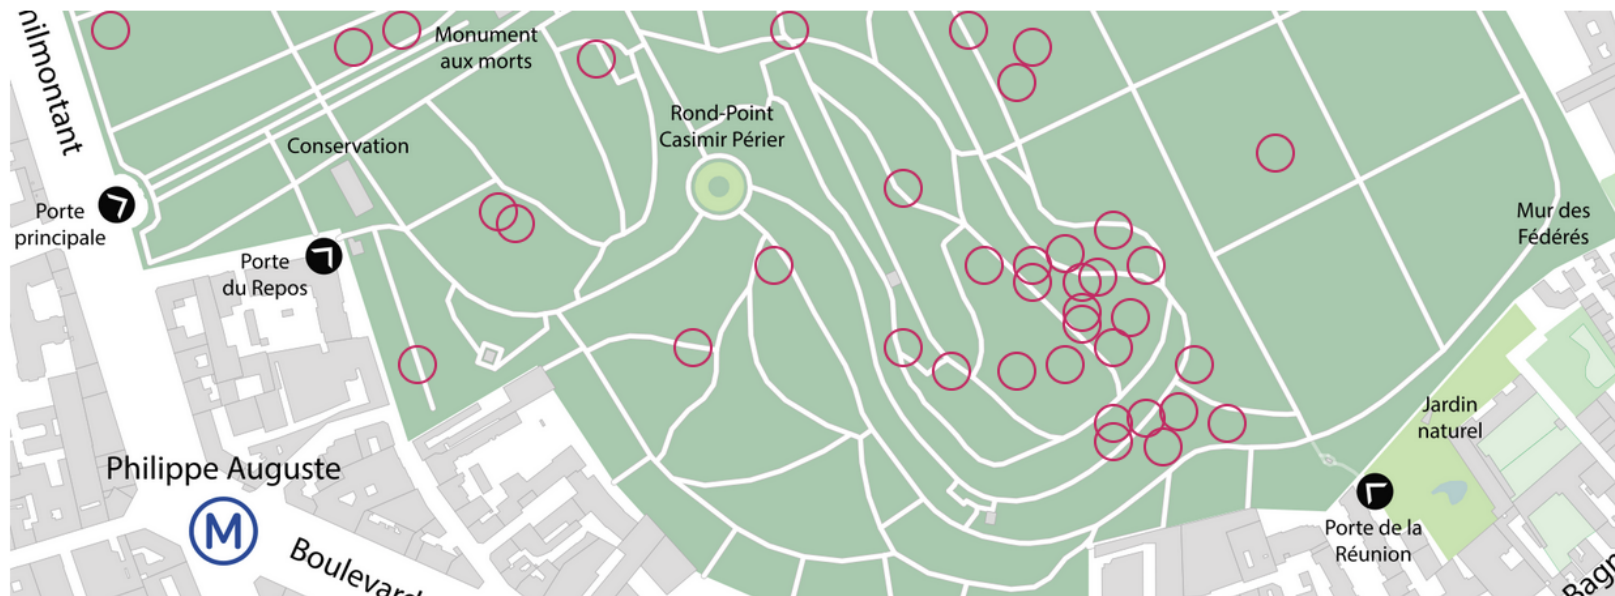 nilmontant
Monument
aux morts
Rond-Point
Casimir Périer
Conservation
Porte
principale
Porte
du Repos
Mur des
Fédérés
Jardin
naturel
Philippe Auguste
M
Boulevard
Porte de la
Réunion
Bagn